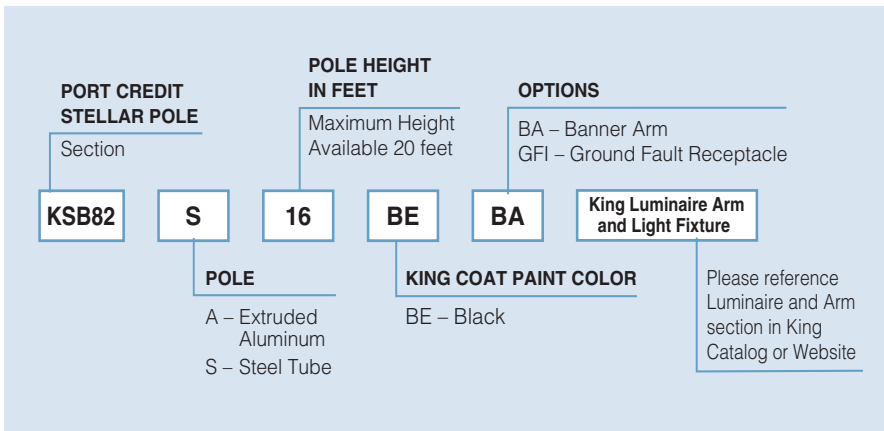 PORT CREDIT
STELLAR POLE
Section
POLE HEIGHT
IN FEET
Maximum Height
Available 20 feet
OPTIONS
BA – Banner Arm
GFI – Ground Fault Receptacle
KSB82
S
16
BE
BA
King Luminaire Arm
and Light Fixture
POLE
A – Extruded
Aluminum
S – Steel Tube
KING COAT PAINT COLOR
BE – Black
Please reference
Luminaire and Arm
section in King
Catalog or Website